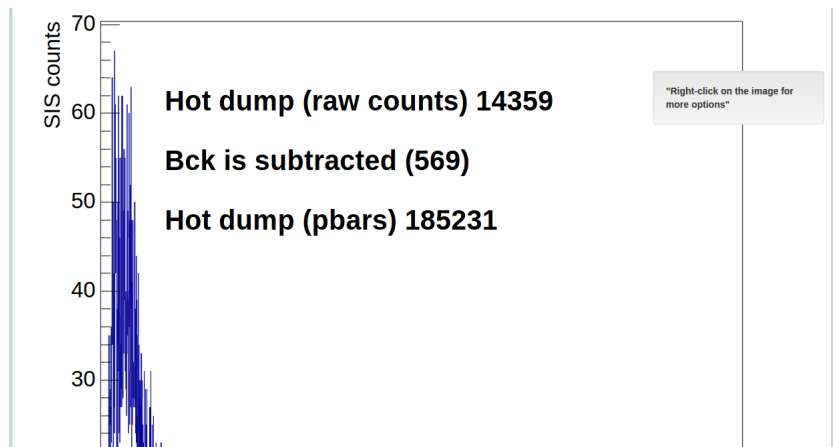 70
SIS counts
Hot dump (raw counts) 14359
"Right-click on the image for
more options"
60
Bck is subtracted (569)
50
Hot dump (pbars) 185231
40
30